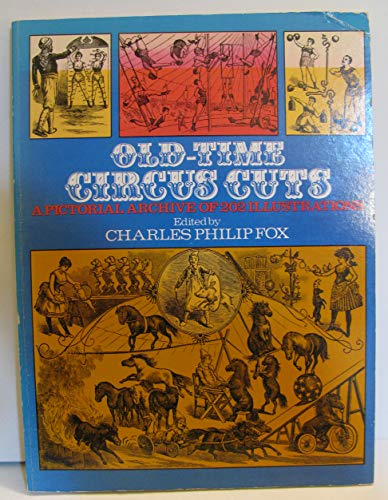 OLD-TIME
CIRCUS CUTS
A PICTORIAL ARCHIVE OF 202 ILLUSTRATIONS
Edited by
CHARLES PHILIP FOX